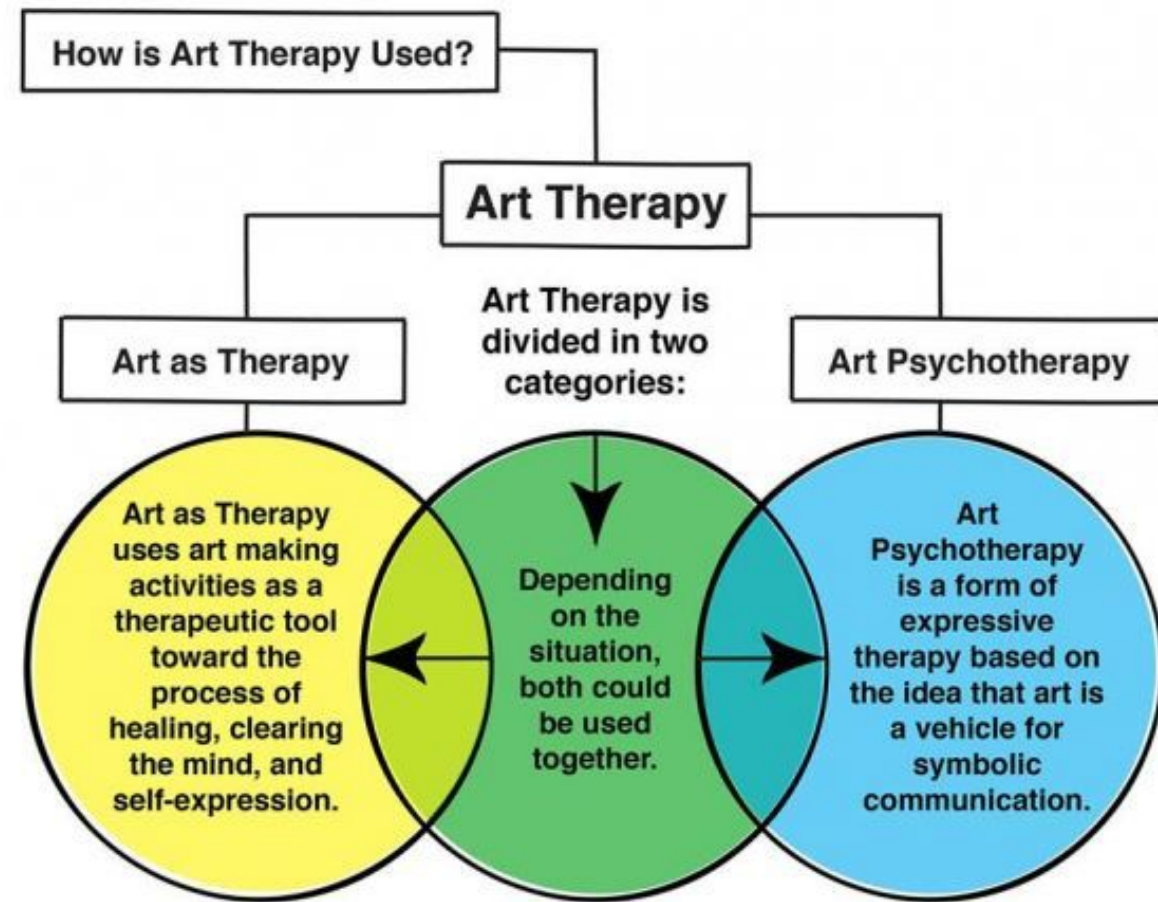 How is Art Therapy Used?
Art Therapy
Art Therapy is
divided in two
categories:
Art as Therapy
Art Psychotherapy
Art as Therapy
uses art making
activities as a
therapeutic tool
toward the
process of
healing, clearing
the mind, and
self-expression.
Depending
on the
situation,
both could
be used
together.
Art
Psychotherapy
is a form of
expressive
therapy based on
the idea that art is
a vehicle for
symbolic
communication.